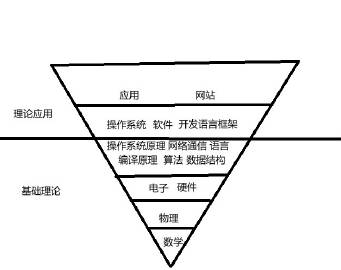 应用 网站
理论应用
操作系统 软件 开发语言框架
操作系统原理 网络通信 语言
编译原理 算法 数据结构
基础理论
电子 硬件
物理
数学